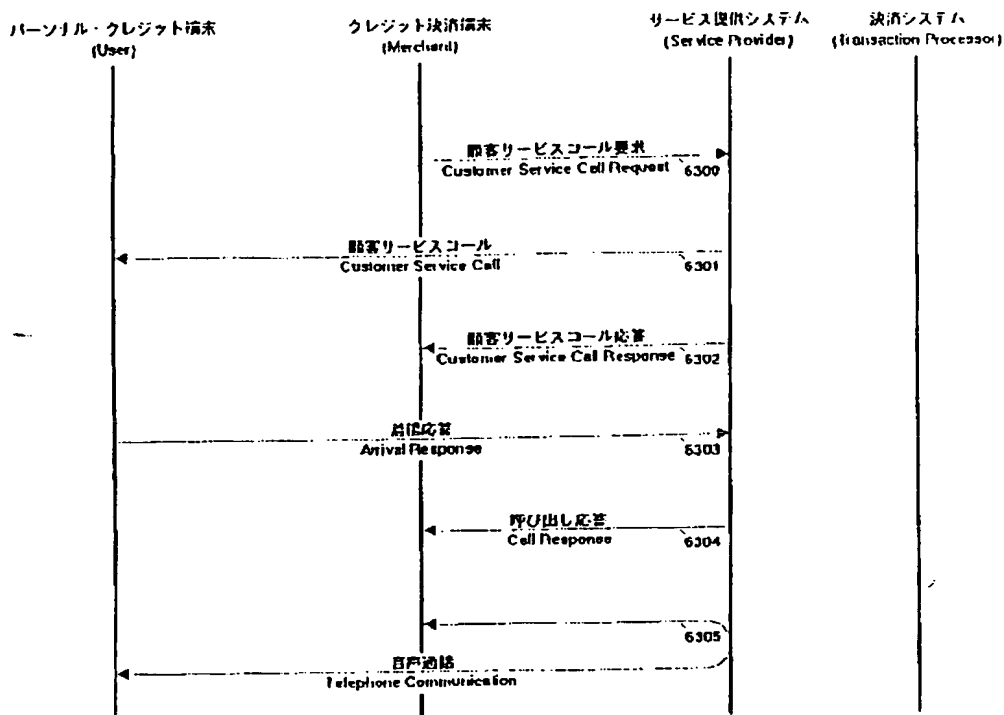 パーソナル・クレジット端末
(User)
クレジット決済端末
(Merchant)
サービス提供システム
(Service Provider)
決済システム
(Transaction Processor)
顧客サービスコール要求
Customer Service Call Request
6300
顧客サービスコール
Customer Service Call
6301
顧客サービスコール応答
Customer Service Call Response
6302
着信応答
Arrival Response
6303
呼び出し応答
Call Response
6304
6305
音声通話
Telephone Communication